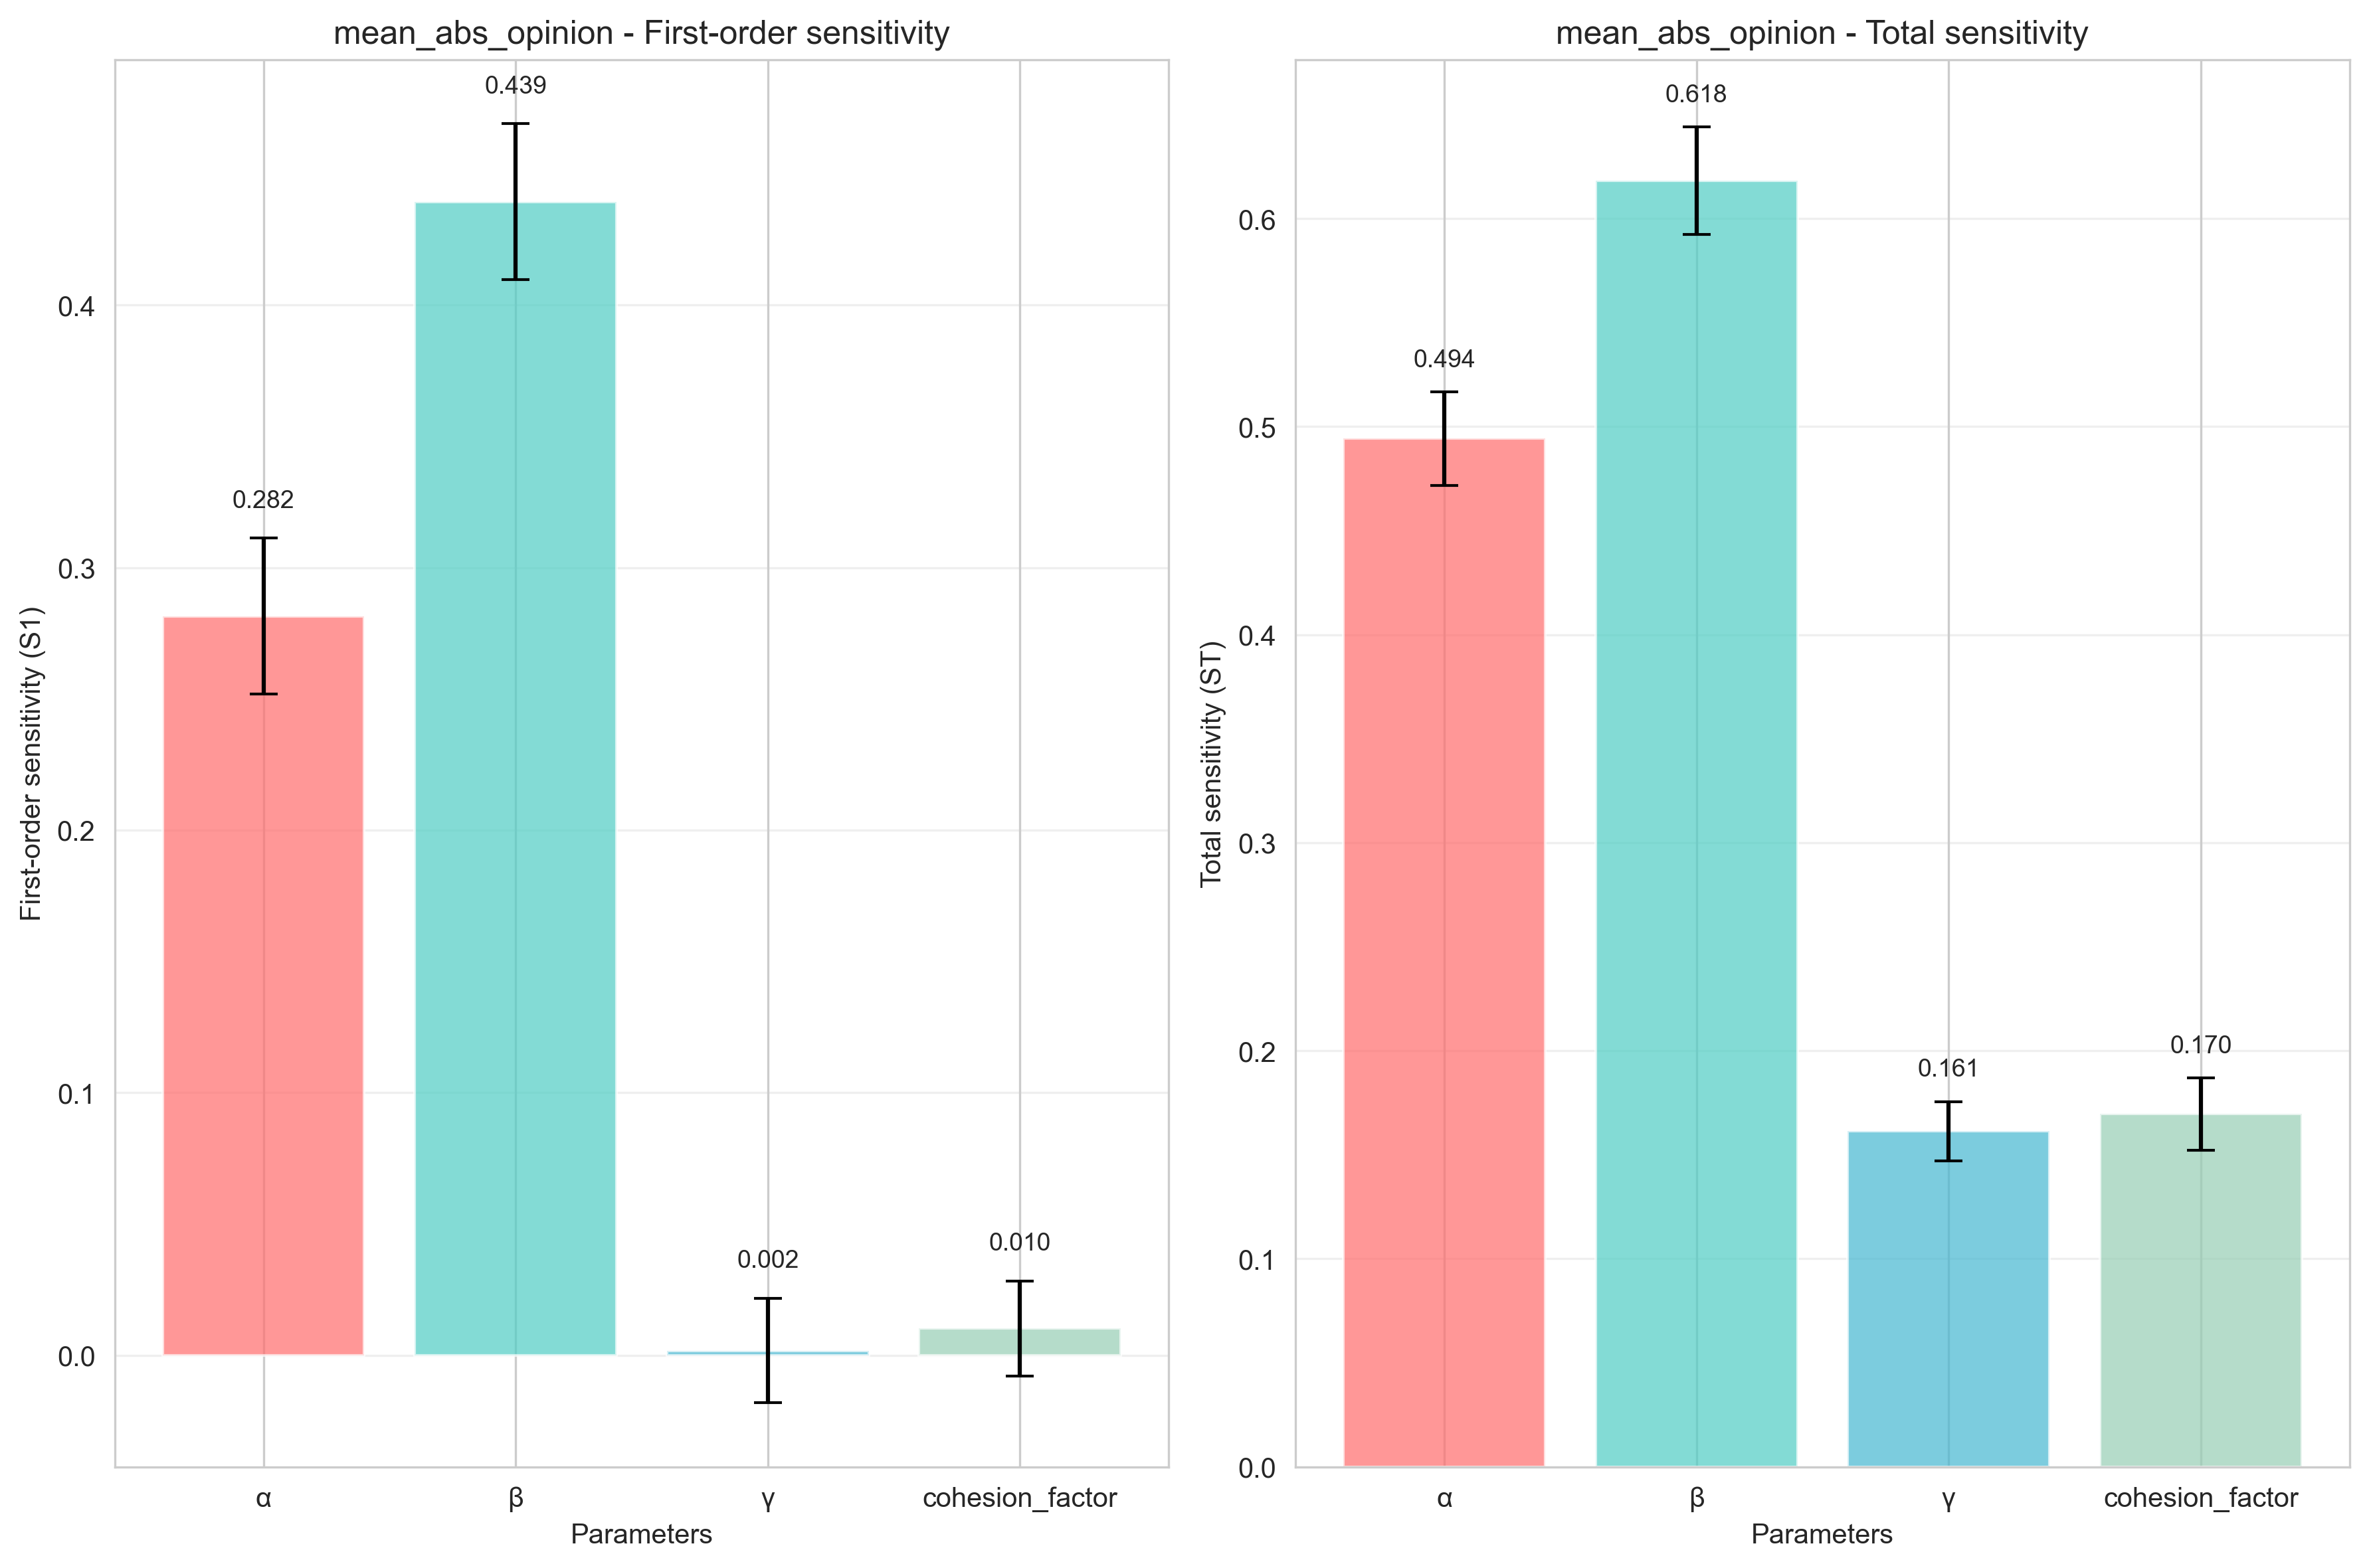 mean_abs_opinion - First-order sensitivity
First-order sensitivity (S1)
0.4
0.3
0.2
0.1
0.0
0.282
0.439
0.002
0.010
α
β
γ
cohesion_factor
Parameters
mean_abs_opinion - Total sensitivity
Total sensitivity (ST)
0.6
0.5
0.4
0.3
0.2
0.1
0.0
0.494
0.618
0.161
0.170
α
β
γ
cohesion_factor
Parameters